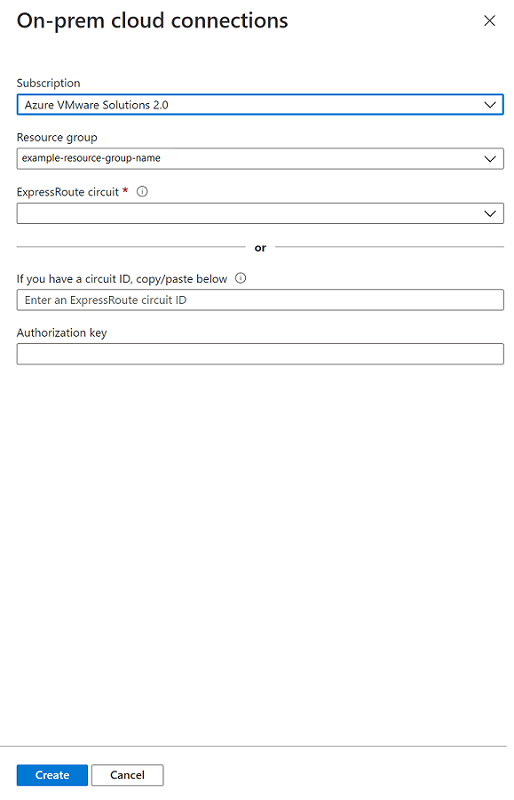 On-prem cloud connections
Subscription
Azure VMware Solutions 2.0
Resource group
example-resource-group-name
ExpressRoute circuit *
or
If you have a circuit ID, copy/paste below
Enter an ExpressRoute circuit ID
Authorization key
Create
Cancel